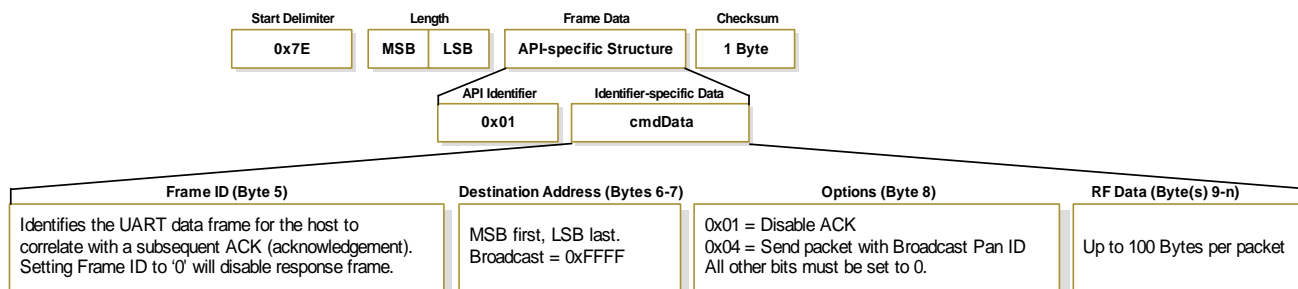 Start Delimiter
Length
Frame Data
Checksum
0x7E
MSB
LSB
API-specific Structure
1 Byte
API Identifier
Identifier-specific Data
0x01
cmdData
Frame ID (Byte 5)
Identifies the UART data frame for the host to
correlate with a subsequent ACK (acknowledgement).
Setting Frame ID to ‘0' will disable response frame.
Destination Address (Bytes 6-7)
MSB first, LSB last.
Broadcast = 0xFFFF
Options (Byte 8)
0x01 = Disable ACK
0x04 = Send packet with Broadcast Pan ID
All other bits must be set to 0.
RF Data (Byte(s) 9-n)
Up to 100 Bytes per packet